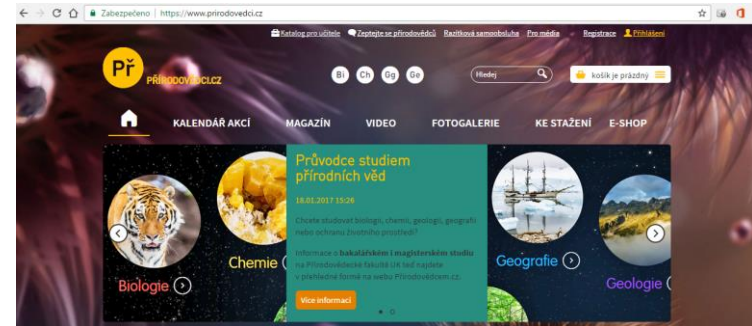 Zabezpečeno | https://www.prirodovedci.cz
Katalog pro učitele Zeptejte se přírodovědců Razítková samoobsluha Pro média Registrace Přihlášení
Př PŘÍRODOVĚDCI.CZ
Bi Ch Gg Ge
Hledej
košík je prázdný
KALENDÁŘ AKCÍ MAGAZÍN VIDEO FOTOGALERIE KE STAŽENÍ E-SHOP
Průvodce studiem
přírodních věd
18.01.2017 15:26
Chcete studovat biologii, chemii, geologii, geografii
nebo ochranu životního prostředí?
Informace o bakalářském i magisterském studiu
na Přírodovědecké fakultě UK teď najdete
v přehledné formě na webu Přírodovědcem.cz.
Více informací
Biologie
Chemie
Geografie
Geologie